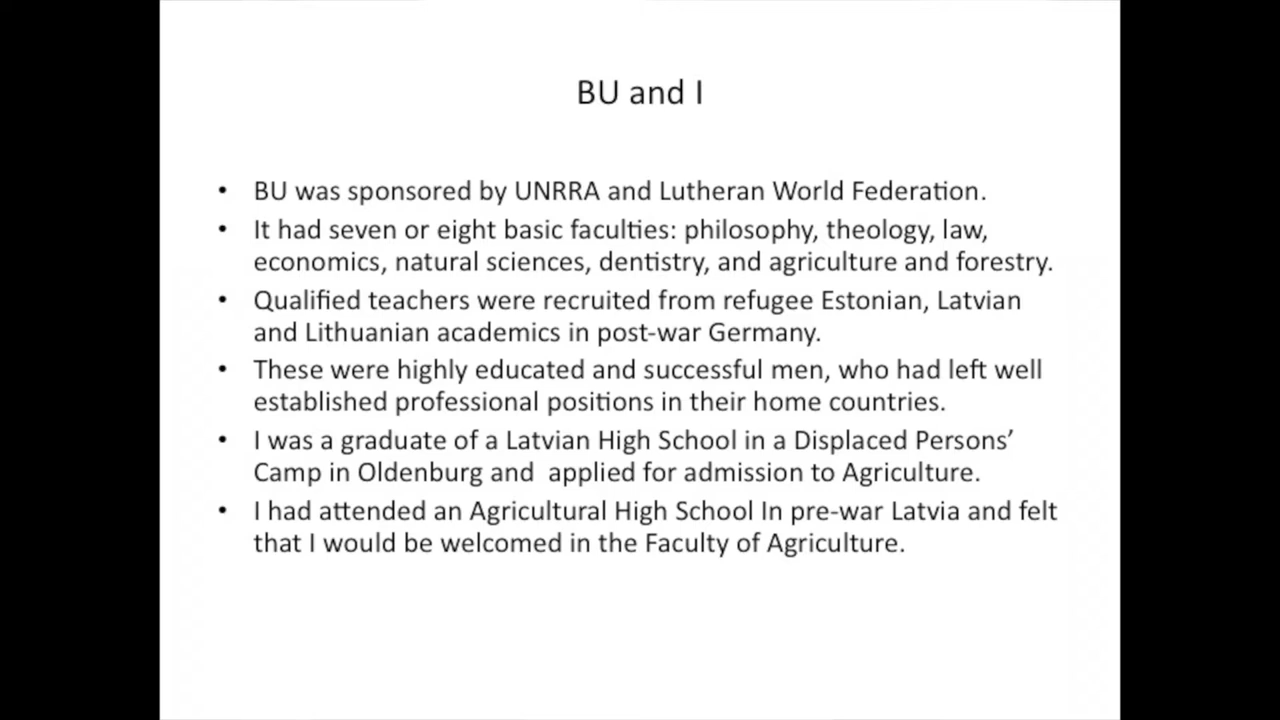 BU and I
• BU was sponsored by UNRRA and Lutheran World Federation.
• It had seven or eight basic faculties: philosophy, theology, law,
economics, natural sciences, dentistry, and agriculture and forestry.
• Qualified teachers were recruited from refugee Estonian, Latvian
and Lithuanian academics in post-war Germany.
• These were highly educated and successful men, who had left well
established professional positions in their home countries.
• I was a graduate of a Latvian High School in a Displaced Persons’
Camp in Oldenburg and  applied for admission to Agriculture.
• I had attended an Agricultural High School In pre-war Latvia and felt
that I would be welcomed in the Faculty of Agriculture.